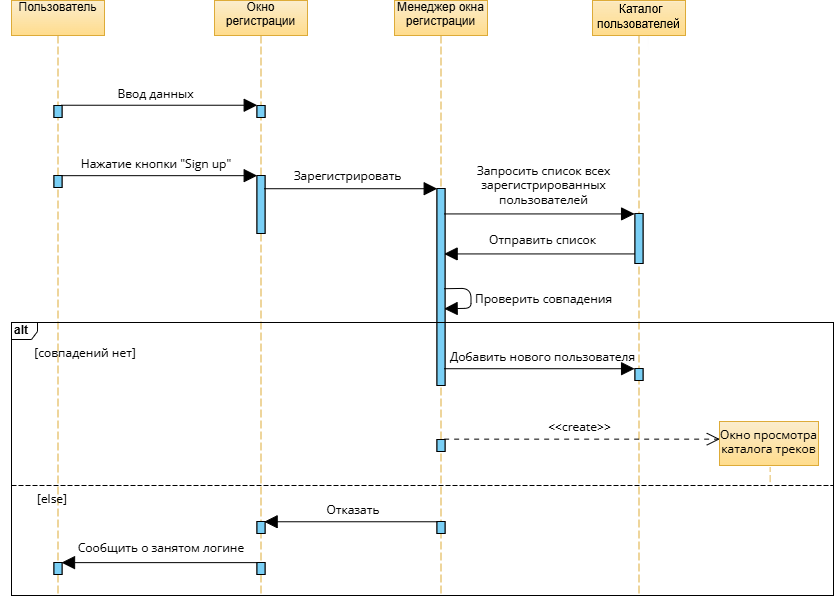 Пользователь
Окно
регистрации
Менеджер окна
регистрации
Каталог
пользователей
Ввод данных
Нажатие кнопки "Sign up"
Зарегистрировать
Запросить список всех
зарегистрированных
пользователей
Отправить список
Проверить совпадения
alt
[совпадений нет]
Добавить нового пользователя
<<create>>
Окно просмотра
каталога треков
[else]
Отказать
Сообщить о занятом логине